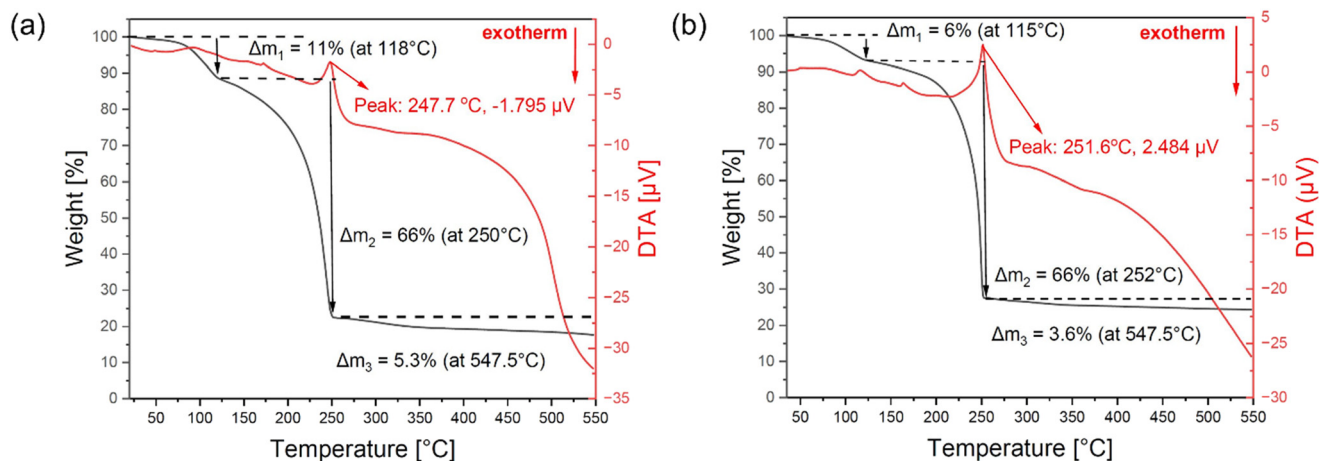 (a)
Δm₁ = 11% (at 118°C)
exotherm
Peak: 247.7 °C, -1.795 μV
Δm₂ = 66% (at 250°C)
Δm₃ = 5.3% (at 547.5°C)
Weight [%]
100
90
80
70
60
50
40
30
20
10
0
DTA [μV]
0
−5
−10
−15
−20
−25
−30
−35
50 100 150 200 250 300 350 400 450 500 550
Temperature [°C]
(b)
Δm₁ = 6% (at 115°C)
exotherm
Peak: 251.6°C, 2.484 μV
Δm₂ = 66% (at 252°C)
Δm₃ = 3.6% (at 547.5°C)
Weight [%]
100
90
80
70
60
50
40
30
20
10
0
DTA (μV)
5
0
−5
−10
−15
−20
−25
−30
50 100 150 200 250 300 350 400 450 500 550
Temperature [°C]